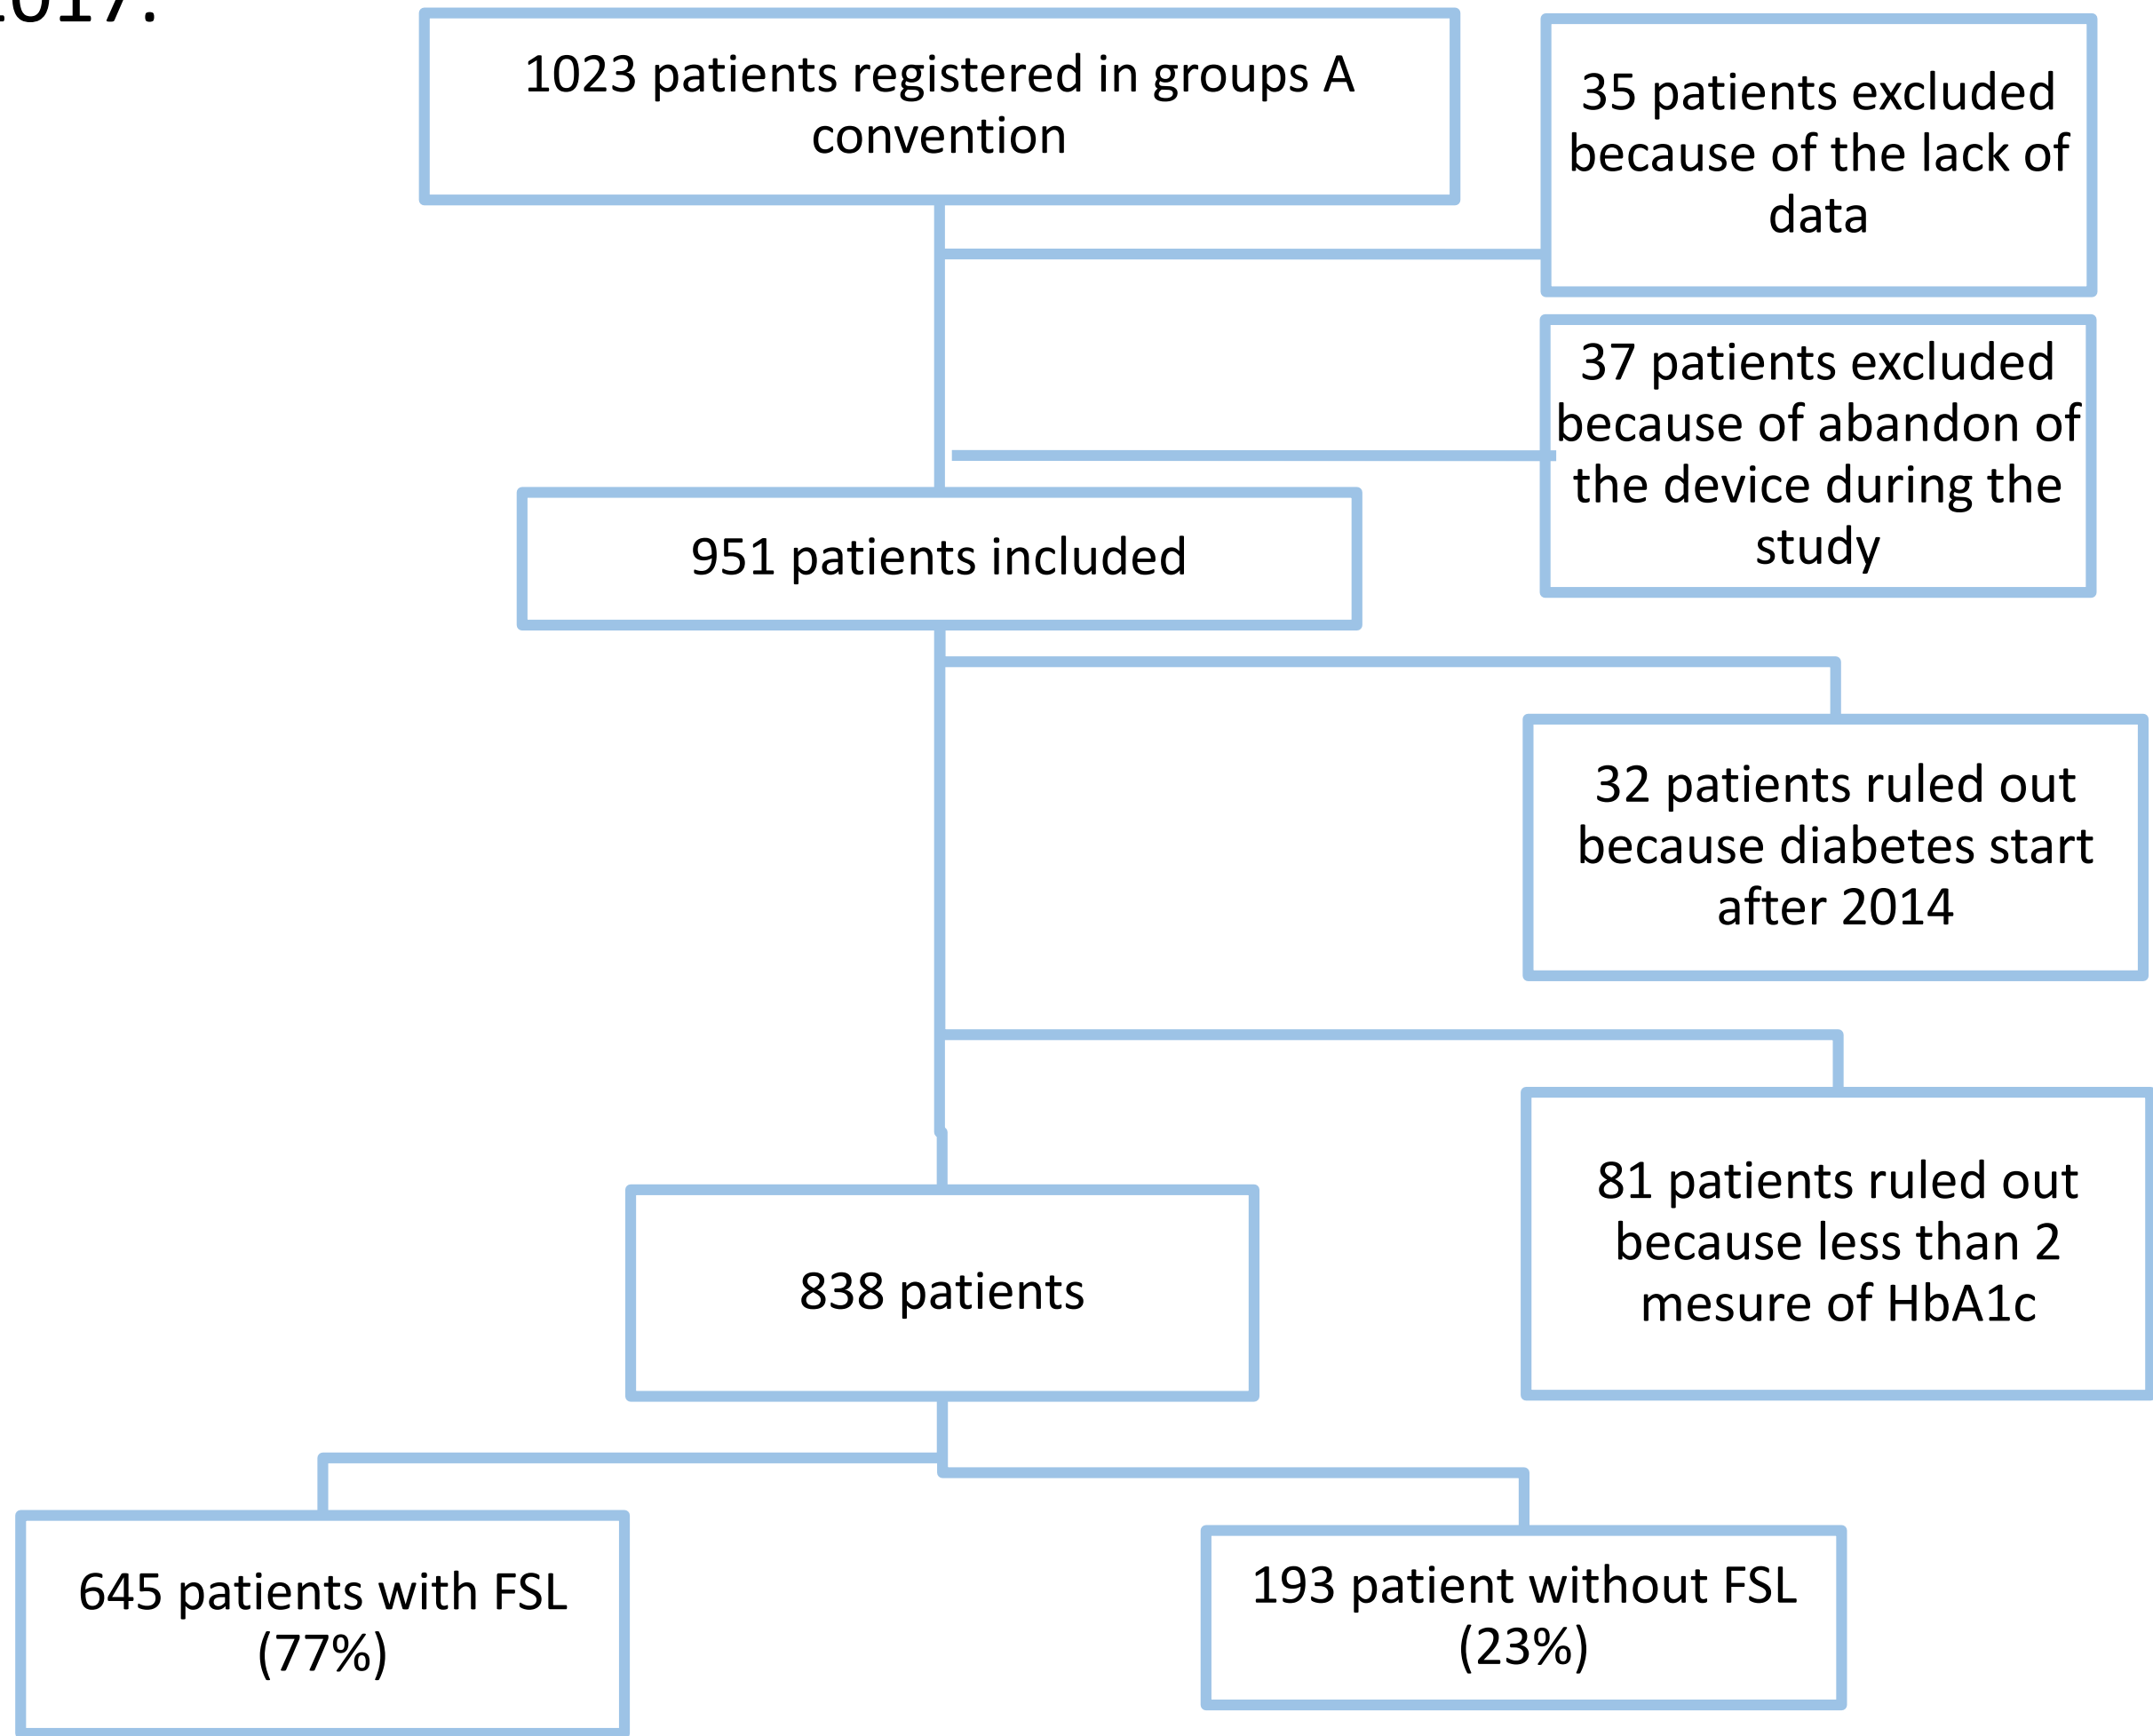 017.
1023 patients registered in group A
convention
35 patients excluded
because of the lack of
data
37 patients excluded
because of abandon of
the device during the
study
951 patients included
32 patients ruled out
because diabetes start
after 2014
81 patients ruled out
because less than 2
mesure of HbA1c
838 patients
645 patients with FSL
(77%)
193 patient without FSL
(23%)